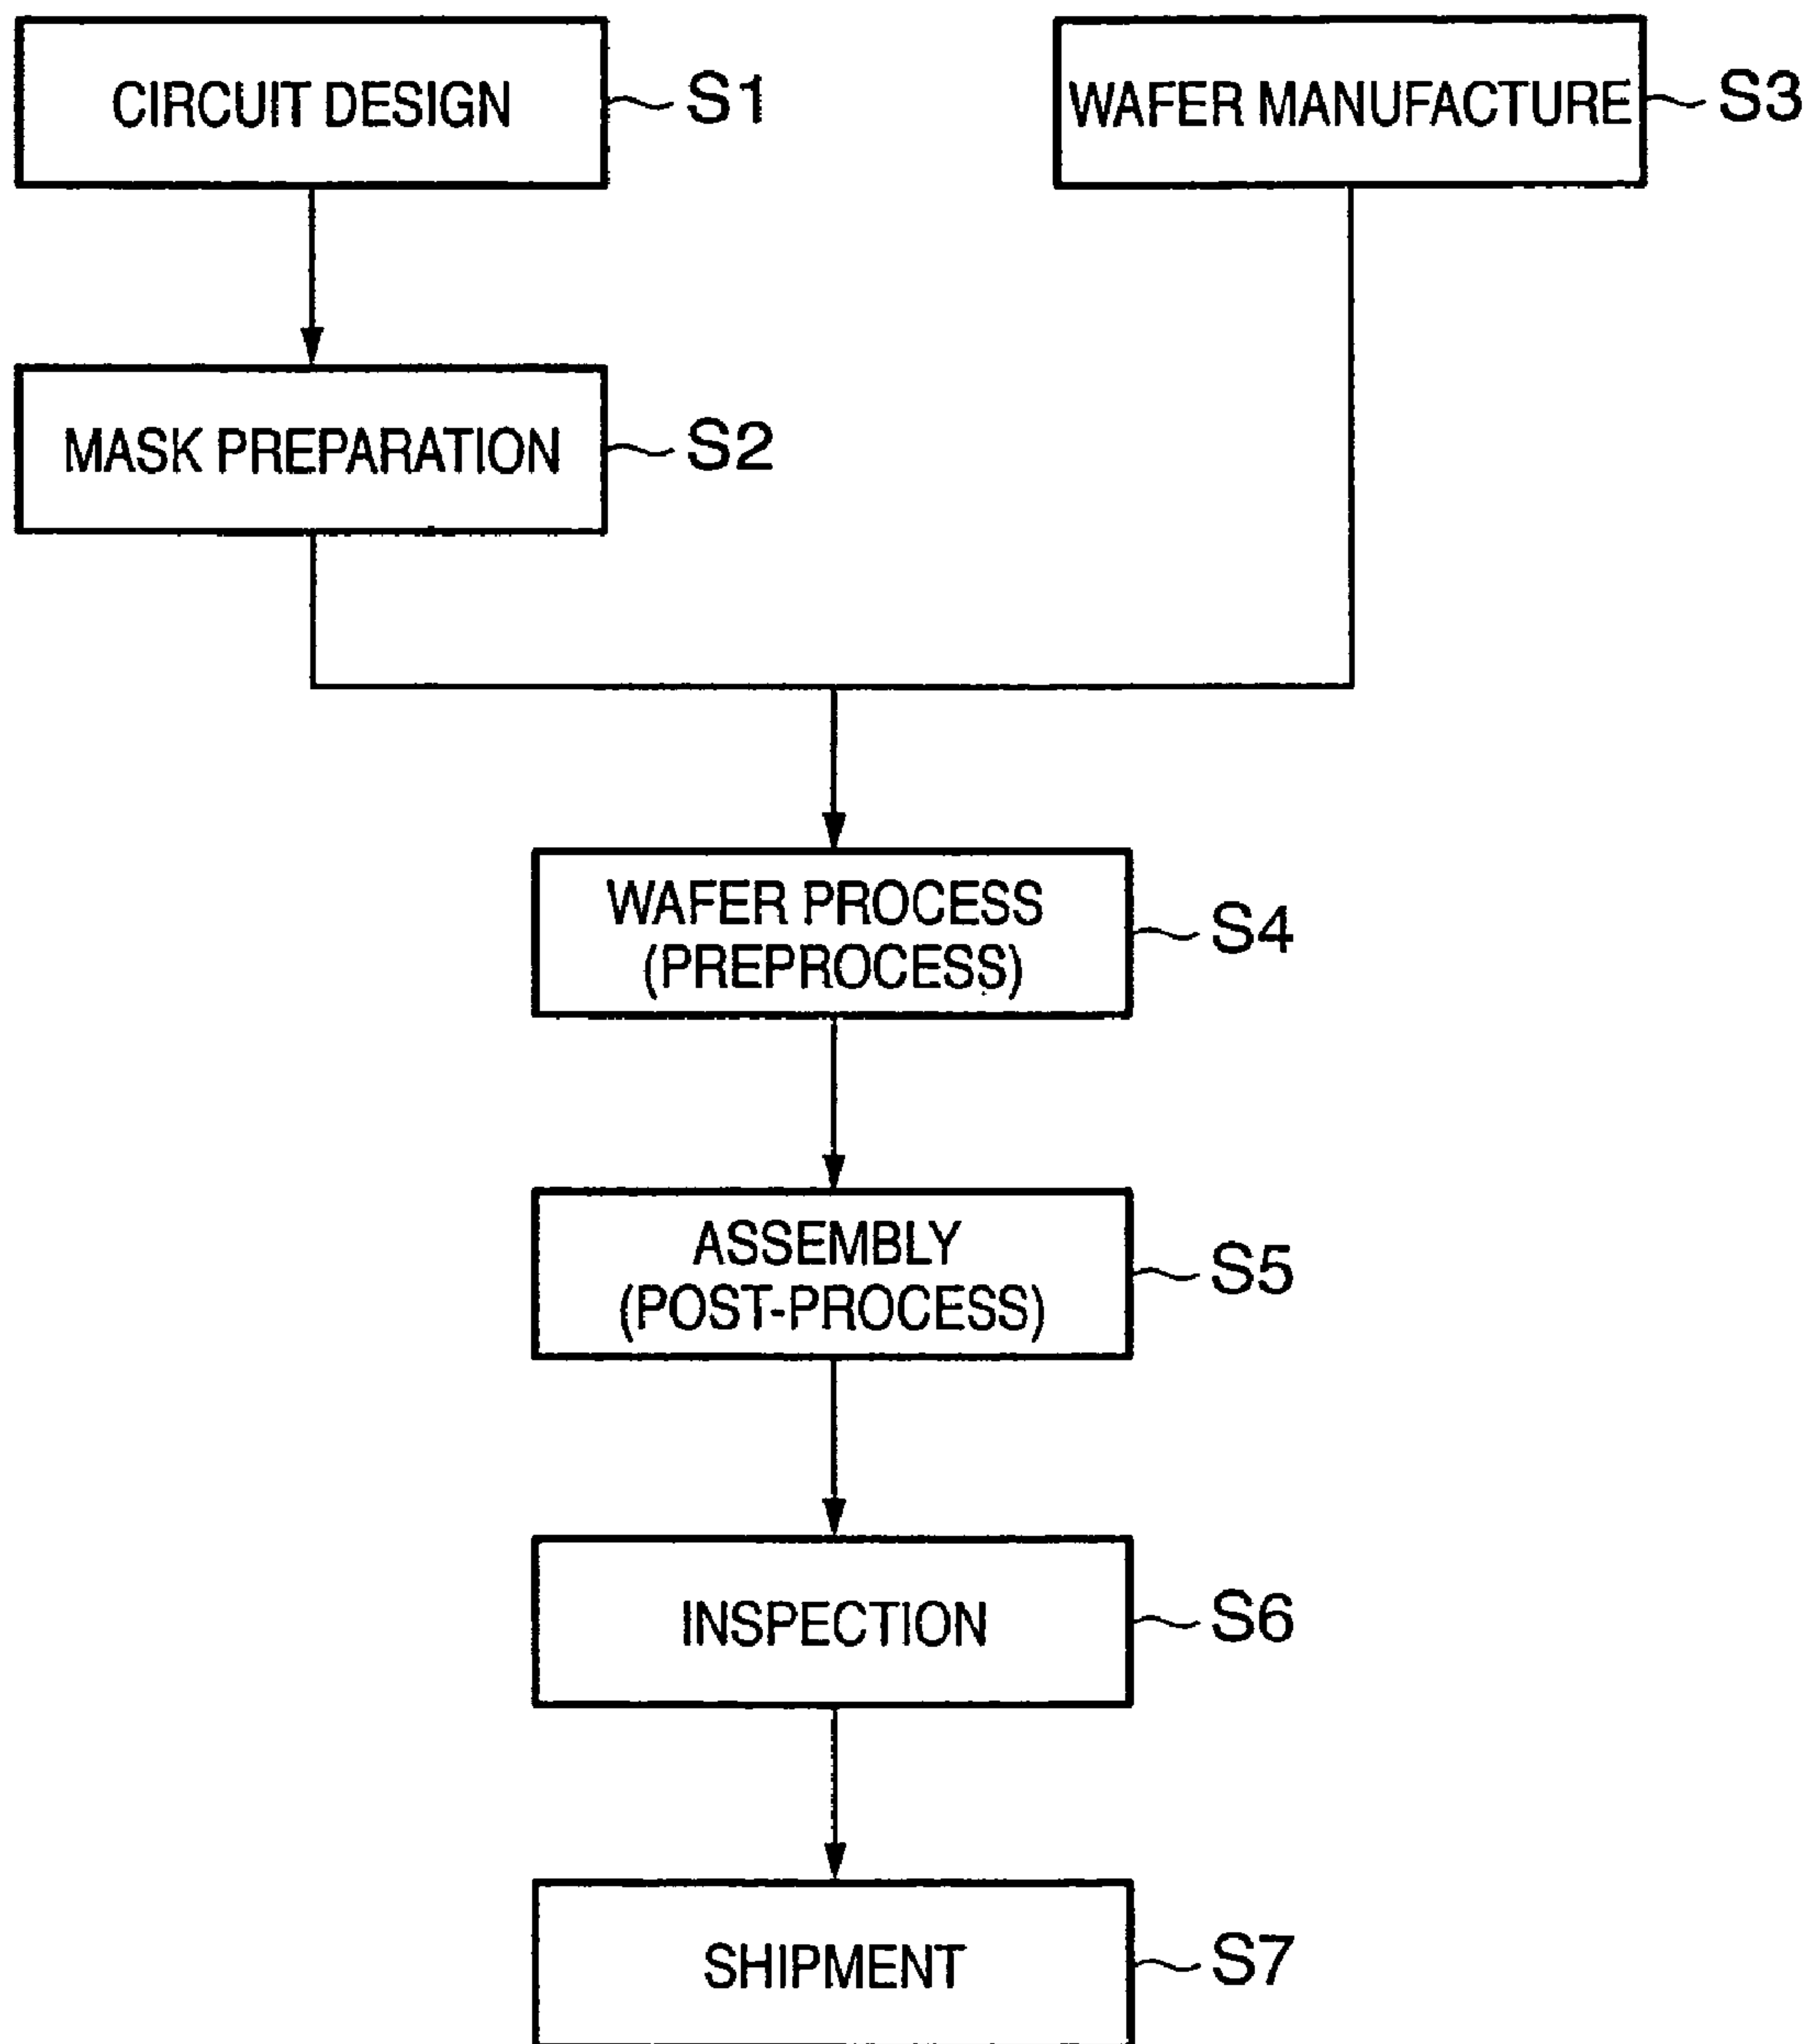 CIRCUIT DESIGN
S1
WAFER MANUFACTURE
S3
MASK PREPARATION
S2
WAFER PROCESS
(PREPROCESS)
S4
ASSEMBLY
(POST-PROCESS)
S5
INSPECTION
S6
SHIPMENT
S7